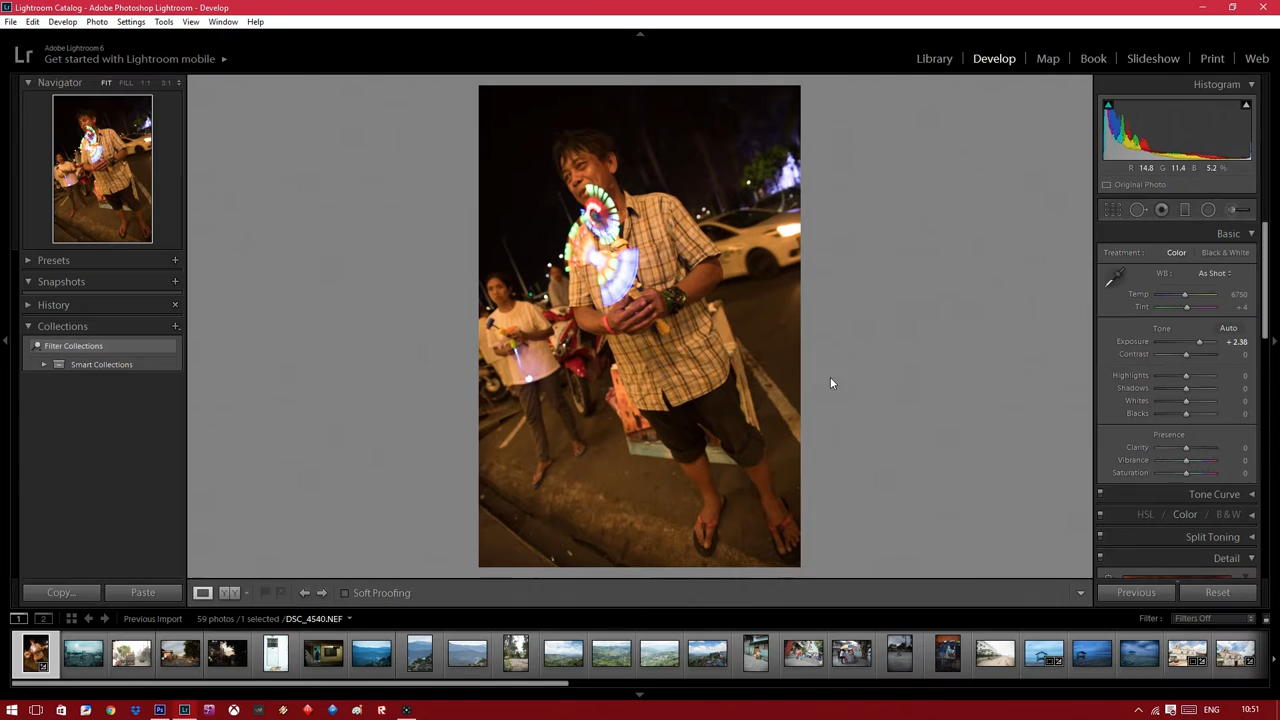 Lightroom Catalog - Adobe Photoshop Lightroom - Develop
File Edit Develop Photo Settings Tools View Window Help
Lr Adobe Lightroom 6
Get started with Lightroom mobile
Library Develop Map Book Slideshow Print Web
Navigator FIT FILL 1:1 3:1
Histogram
R 14.8 G 11.4 B 5.2 %
Original Photo
Basic
Treatment: Color Black & White
WB: As Shot
Presets +
Temp 6750
Snapshots +
Tint + 4
History ×
Collections +
Tone Auto
Filter Collections
Exposure + 2.38
Contrast 0
Smart Collections
Highlights 0
Shadows 0
Whites 0
Blacks 0
Presence
Clarity 0
Vibrance 0
Saturation 0
Tone Curve
HSL / Color / B & W
Split Toning
Detail
Copy... Paste
YY
Soft Proofing
Previous Reset
1 2
Previous Import
59 photos / 1 selected / DSC_4540.NEF
Filter : Filters Off
Ps Lr
ENG 10:51